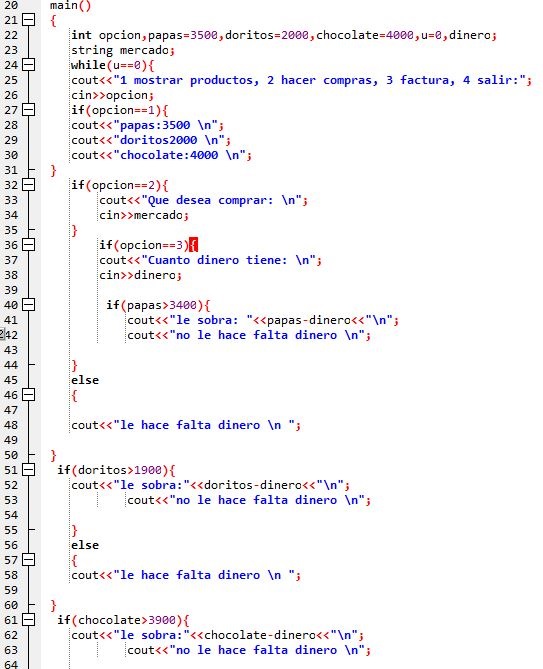 20 main()
21 {
22 int opcion,papas=3500,doritos=2000,chocolate=4000,u=0,dinero;
23 string mercado;
24 while(u==0){
25 cout<<"1 mostrar productos, 2 hacer compras, 3 factura, 4 salir:";
26 cin>>opcion;
27 if(opcion==1){
28 cout<<"papas:3500 \n";
29 cout<<"doritos2000 \n";
30 cout<<"chocolate:4000 \n";
31 }
32 if(opcion==2){
33 cout<<"Que desea comprar: \n";
34 cin>>mercado;
35 }
36 if(opcion==3){
37 cout<<"Cuanto dinero tiene: \n";
38 cin>>dinero;
39
40 if(papas>3400){
41 cout<<"le sobra: "<<papas-dinero<<"\n";
42 cout<<"no le hace falta dinero \n";
43
44 }
45 else
46 {
47
48 cout<<"le hace falta dinero \n ";
49
50 }
51 if(doritos>1900){
52 cout<<"le sobra:"<<doritos-dinero<<"\n";
53 cout<<"no le hace falta dinero \n";
54
55 }
56 else
57 {
58 cout<<"le hace falta dinero \n ";
59
60 }
61 if(chocolate>3900){
62 cout<<"le sobra:"<<chocolate-dinero<<"\n";
63 cout<<"no le hace falta dinero \n";
64